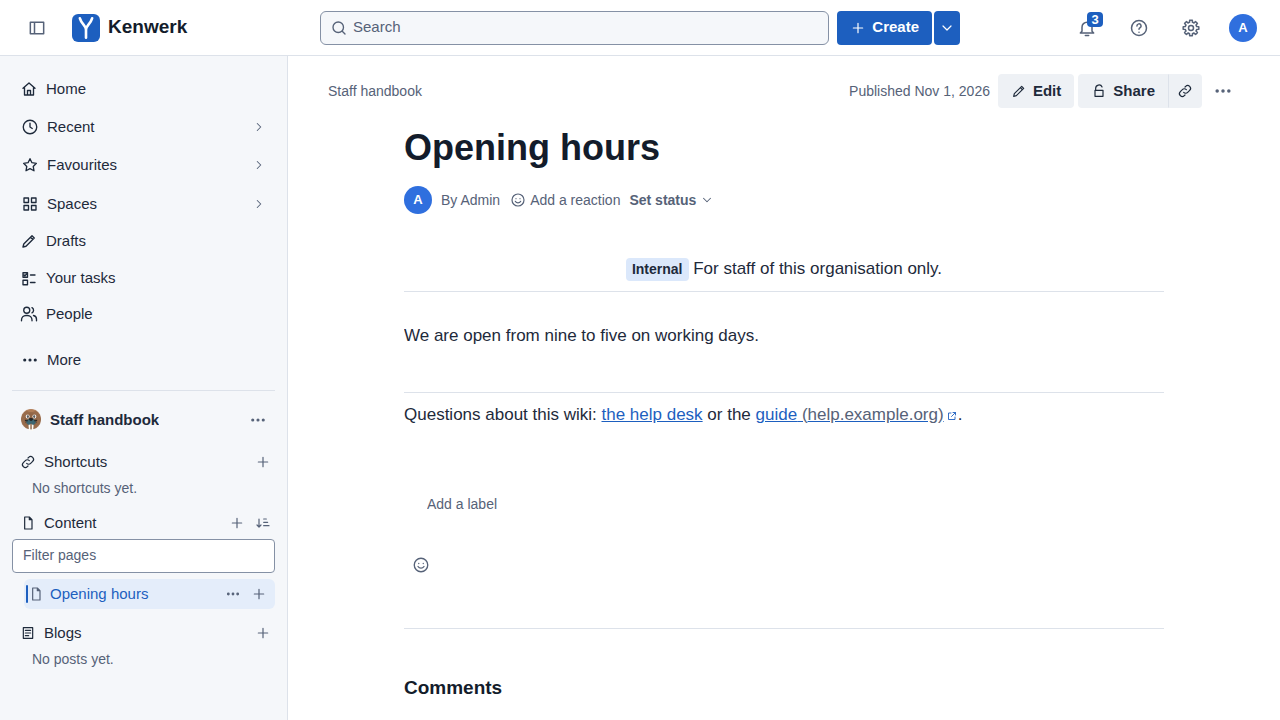 Kenwerk
Search
Create
3
A
Home
Recent
Favourites
Spaces
Drafts
Your tasks
People
More
Staff handbook
Shortcuts
No shortcuts yet.
Content
Filter pages
Opening hours
Blogs
No posts yet.
Staff handbook
Published Nov 1, 2026
Edit
Share
Opening hours
A By Admin Add a reaction Set status
Internal For staff of this organisation only.
We are open from nine to five on working days.
Questions about this wiki: the help desk or the guide (help.example.org).
Add a label
Comments